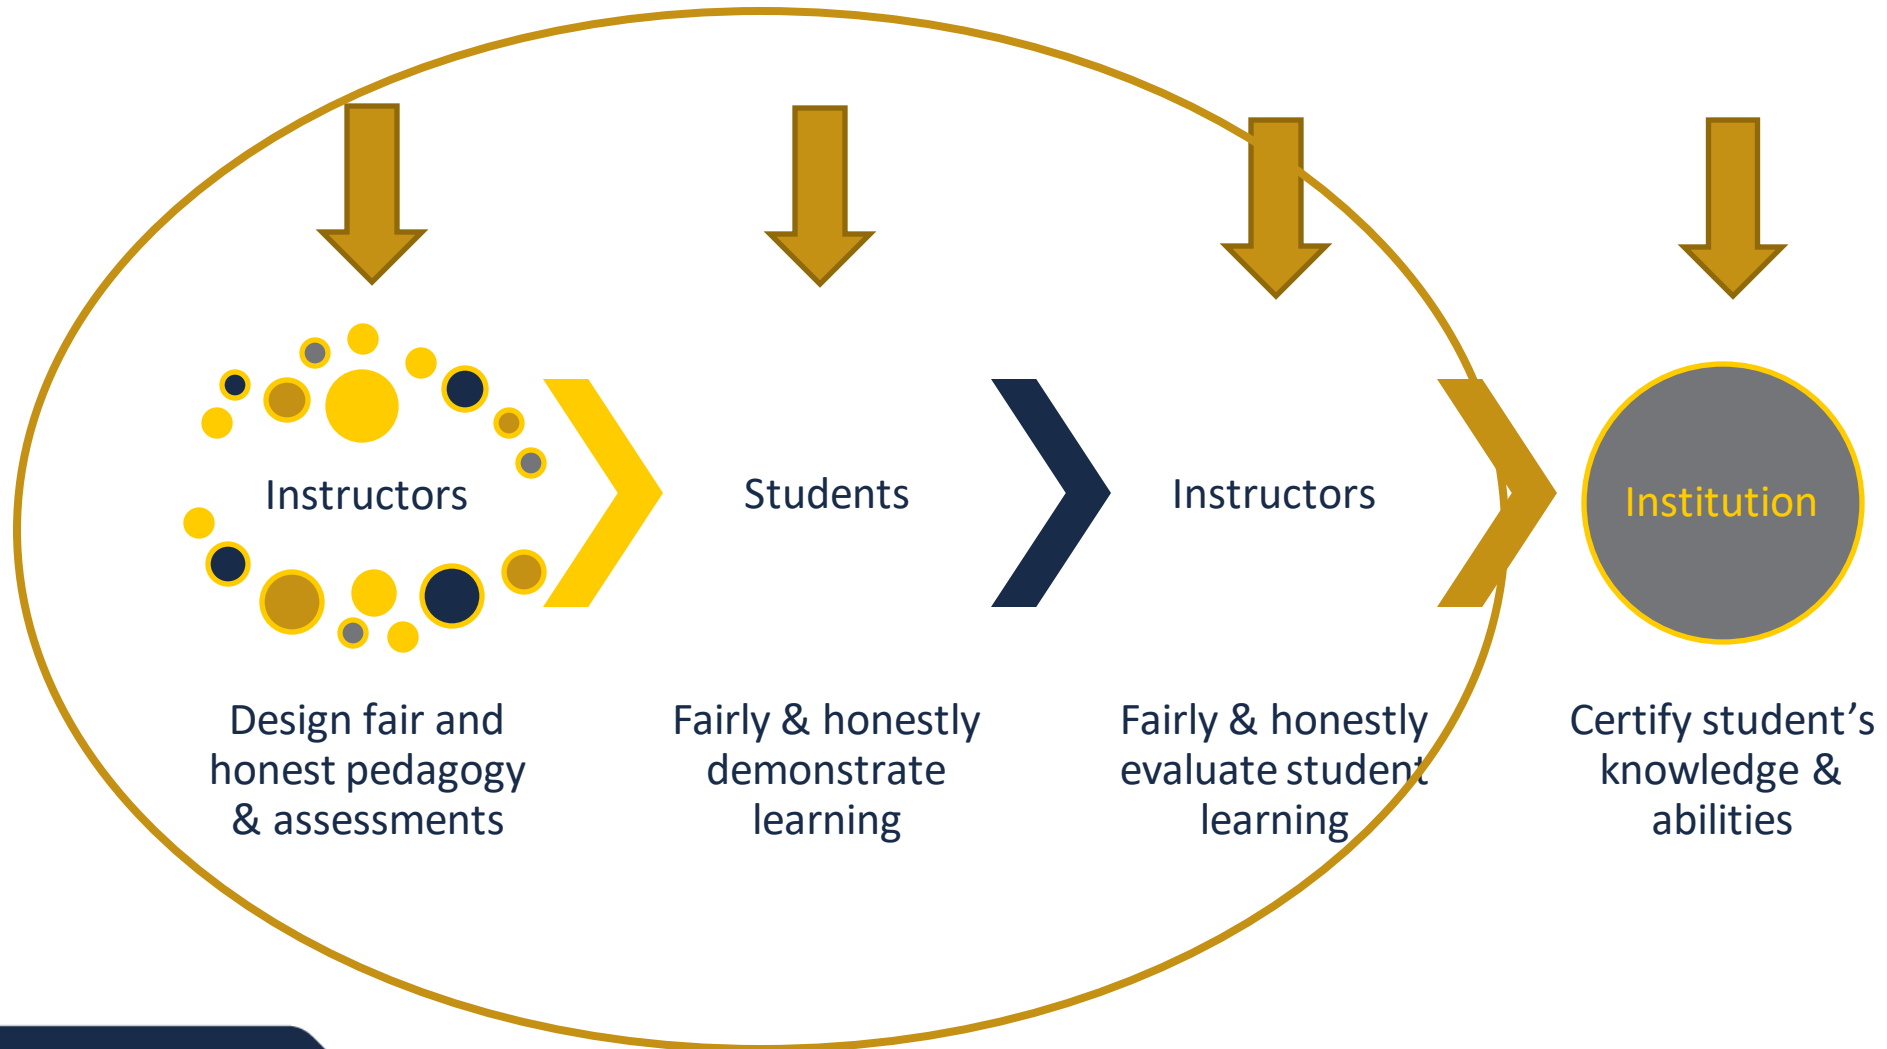 Instructors
Students
Instructors
Institution
Design fair and
honest pedagogy
& assessments
Fairly & honestly
demonstrate
learning
Fairly & honestly
evaluate student
learning
Certify student’s
knowledge &
abilities